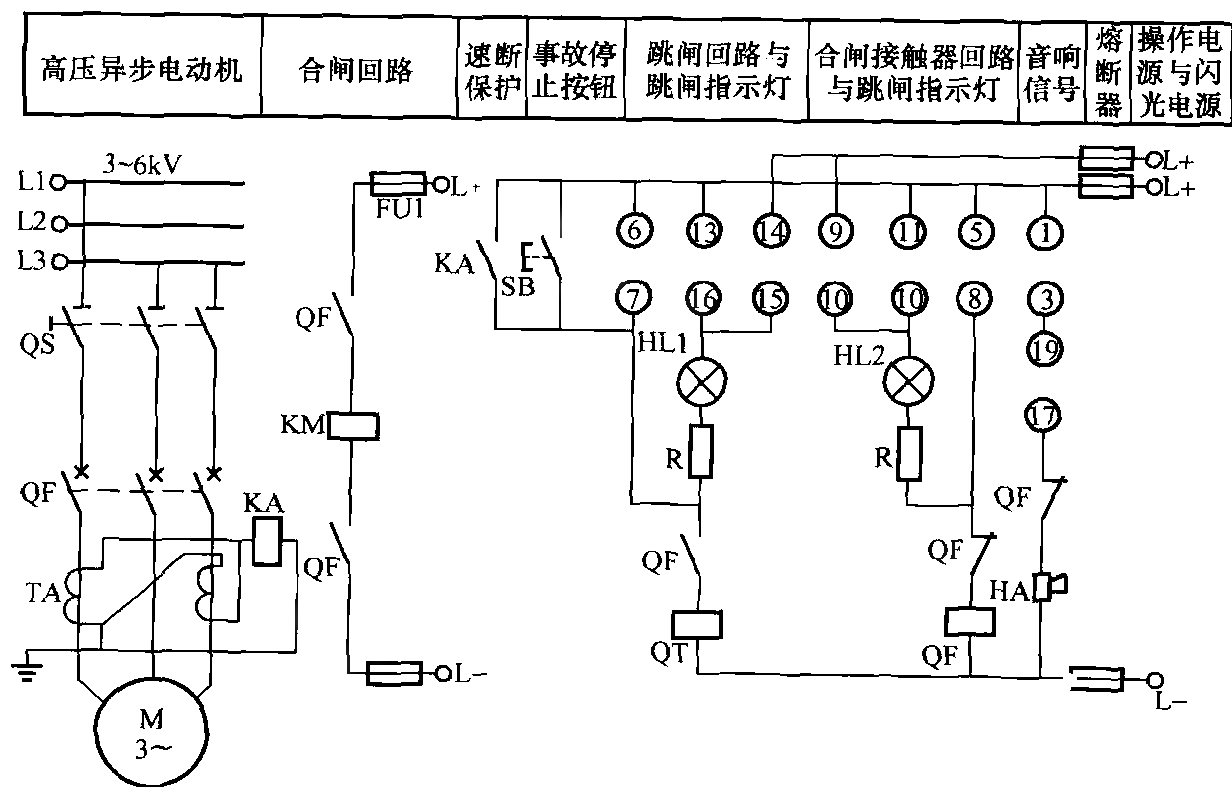 高压异步电动机
合闸回路
速断
保护
事故停
止按钮
跳闸回路与
跳闸指示灯
合闸接触器回路
与跳闸指示灯
音响
信号
熔
断
器
操作电
源与闪
光电源
3~6kV
L1
L2
L3
QS
QF
KA
TA
M
3~
FU1
L+
QF
KM
QF
L-
L+
L+
KA
SB
6
13
14
9
11
5
1
7
16
15
10
10
8
3
19
17
HL1
HL2
R
R
QF
QF
QF
HA
QT
QF
L-